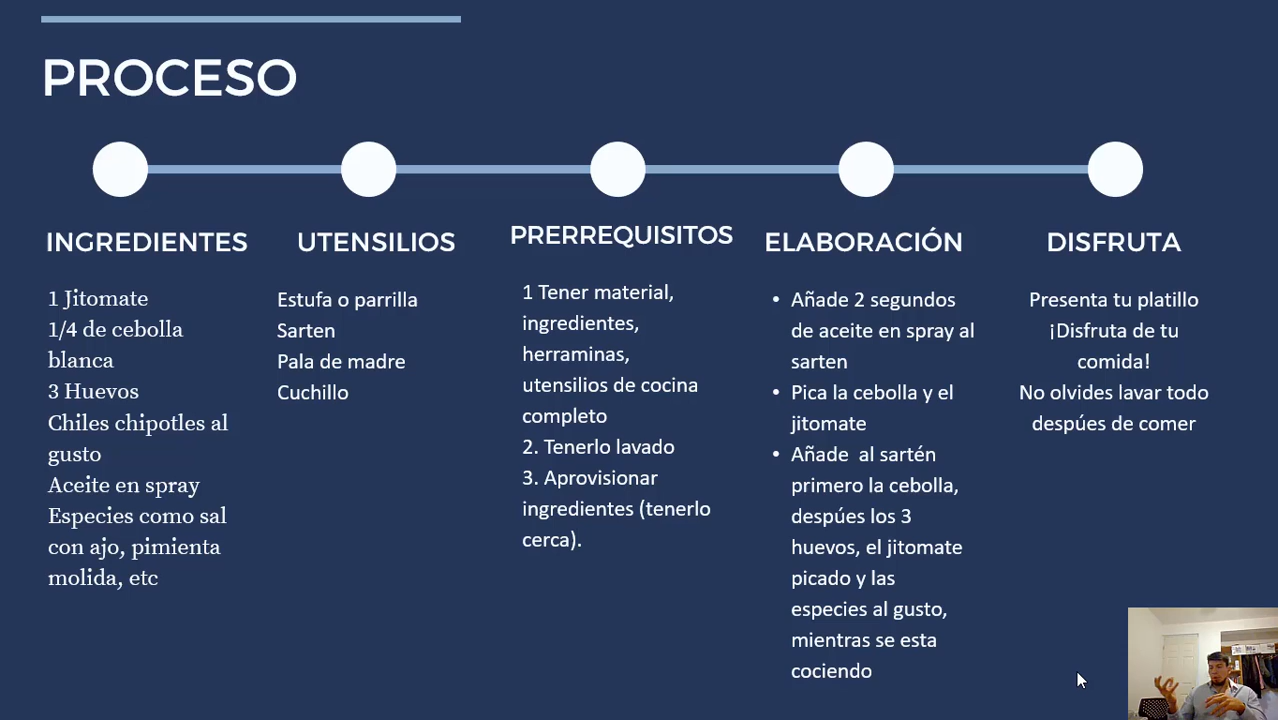 PROCESO
INGREDIENTES
1 Jitomate
1/4 de cebolla
blanca
3 Huevos
Chiles chipotles al
gusto
Aceite en spray
Especies como sal
con ajo, pimienta
molida, etc
UTENSILIOS
Estufa o parrilla
Sarten
Pala de madre
Cuchillo
PRERREQUISITOS
1 Tener material,
ingredientes,
herraminas,
utensilios de cocina
completo
2. Tenerlo lavado
3. Aprovisionar
ingredientes (tenerlo
cerca).
ELABORACIÓN
• Añade 2 segundos
de aceite en spray al
sarten
• Pica la cebolla y el
jitomate
• Añade  al sartén
primero la cebolla,
despúes los 3
huevos, el jitomate
picado y las
especies al gusto,
mientras se esta
cociendo
DISFRUTA
Presenta tu platillo
¡Disfruta de tu
comida!
No olvides lavar todo
despúes de comer